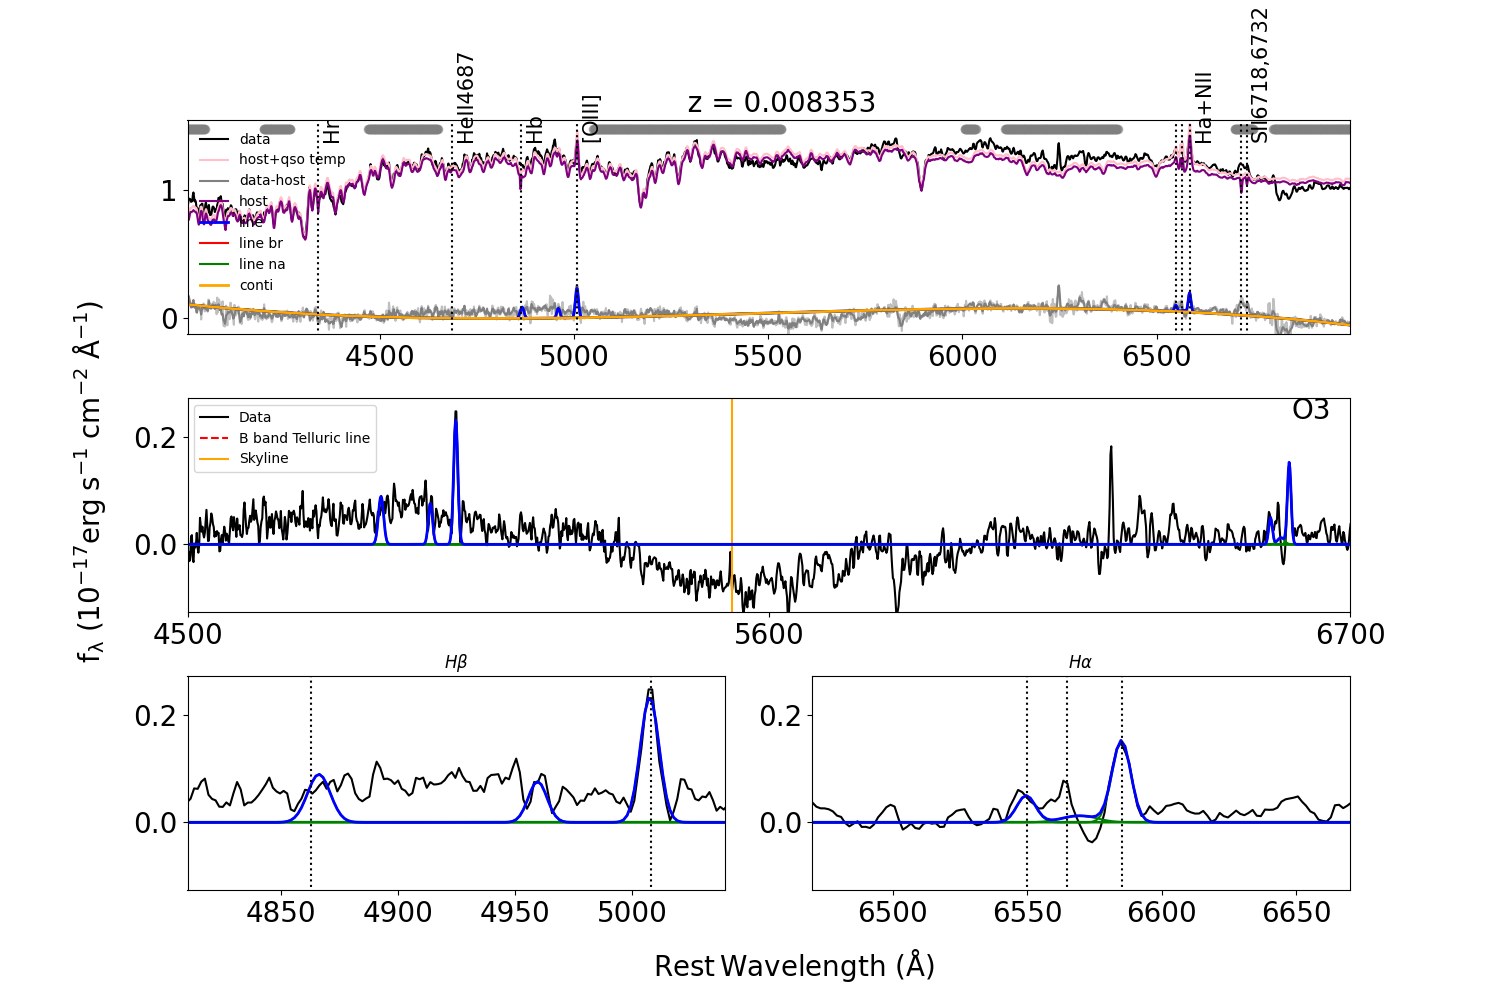 z = 0.008353
Hr
HeII4687
Hb
[OIII]
Ha+NII
SII6718,6732
data
host+qso temp
data-host
host
line
line br
line na
conti
1
0
4500
5000
5500
6000
6500
f_λ (10^{-17} erg s^{-1} cm^{-2} Å^{-1})
Data
B band Telluric line
Skyline
O3
0.2
0.0
4500
5600
6700
Hβ
0.2
0.0
4850
4900
4950
5000
Hα
0.2
0.0
6500
6550
6600
6650
Rest Wavelength (Å)